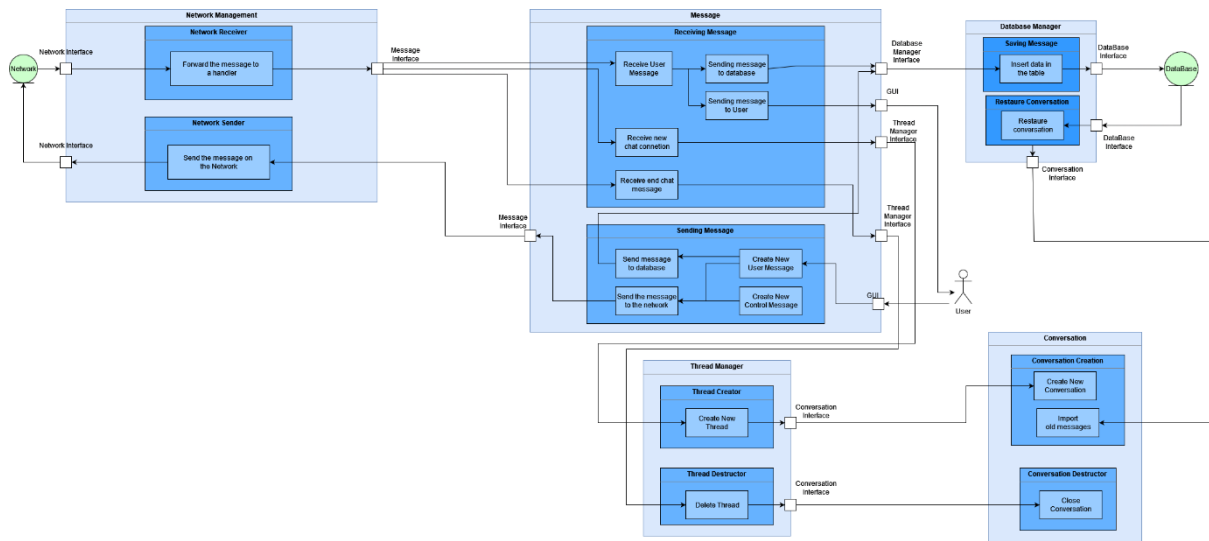 Network Management
Network Receiver
Network Interface
Network
Forward the message to
a handler
Message
Interface
Network Sender
Network Interface
Send the message on
the Network
Message
Receiving Message
Receive User
Message
Sending message
to database
Sending message
to User
Receive new
chat connetion
Receive end chat
message
Database
Manager
Interface
GUI
Thread
Manager
Interface
Thread
Manager
Interface
Message
Interface
Sending Message
Send message
to database
Create New
User Message
Send the message
to the network
Create New
Control Message
GUI
User
Database Manager
Saving Message
Insert data in
the table
DataBase
Interface
DataBase
Restaure Conversation
Restaure
conversation
DataBase
Interface
Conversation
Interface
Thread Manager
Thread Creator
Create New
Thread
Conversation
Interface
Thread Destructor
Delete Thread
Conversation
Interface
Conversation
Conversation Creation
Create New
Conversation
Import
old messages
Conversation Destructor
Close
Conversation